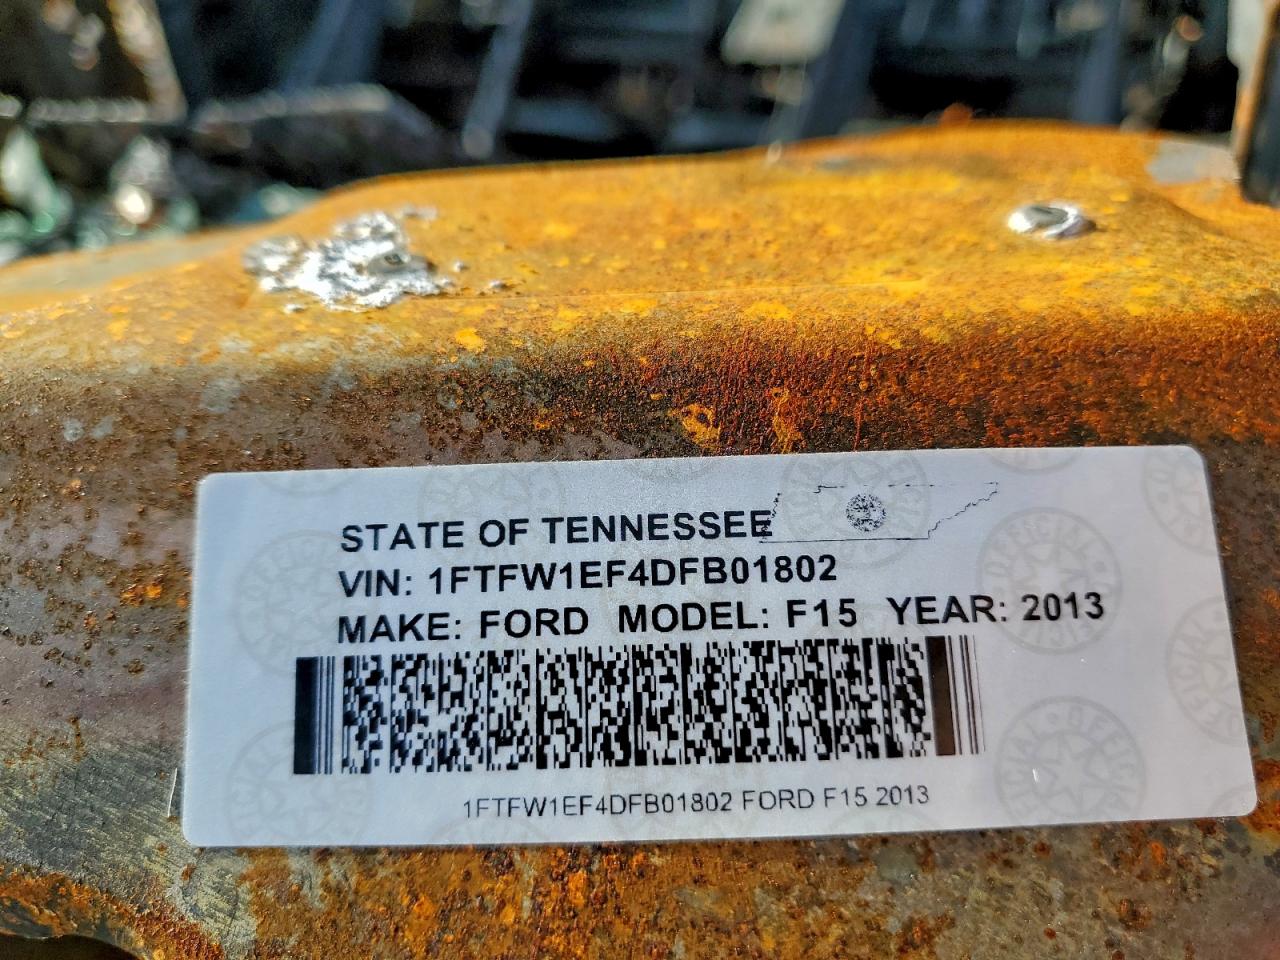 STATE OF TENNESSEE
VIN: 1FTFW1EF4DFB01802
MAKE: FORD MODEL: F15 YEAR: 2013
1FTFW1EF4DFB01802 FORD F15 2013